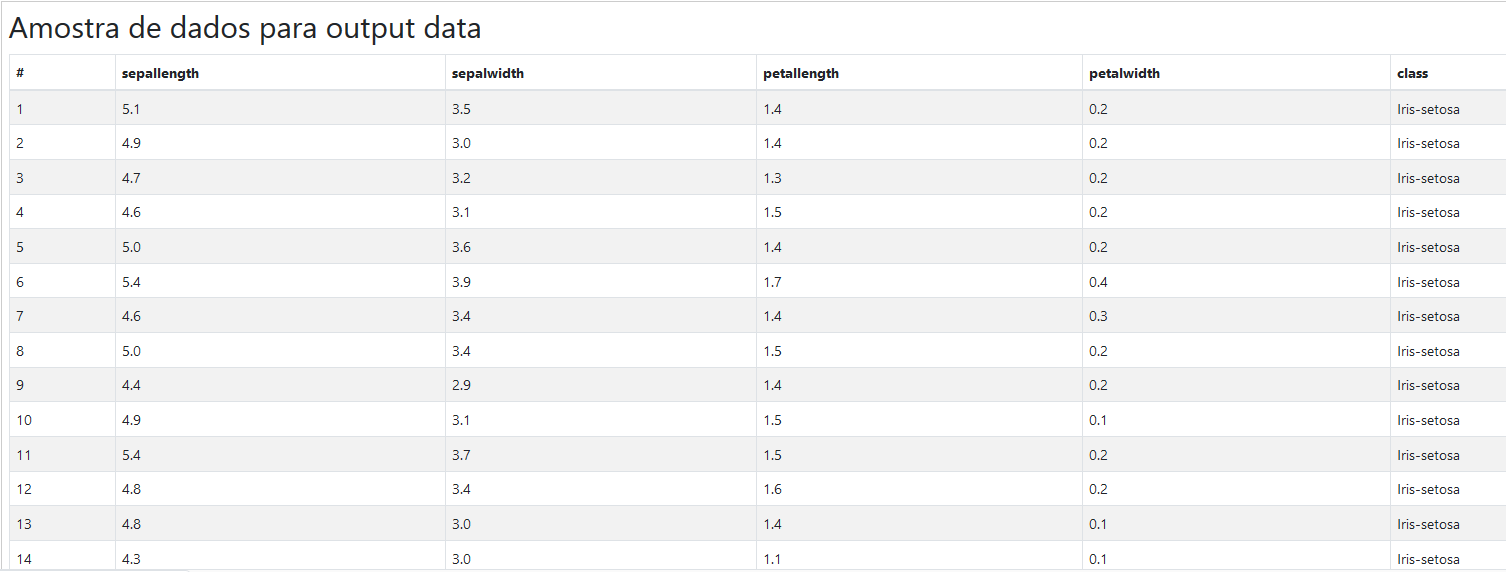 Amostra de dados para output data
# sepallength sepalwidth petallength petalwidth class
1 5.1 3.5 1.4 0.2 Iris-setosa
2 4.9 3.0 1.4 0.2 Iris-setosa
3 4.7 3.2 1.3 0.2 Iris-setosa
4 4.6 3.1 1.5 0.2 Iris-setosa
5 5.0 3.6 1.4 0.2 Iris-setosa
6 5.4 3.9 1.7 0.4 Iris-setosa
7 4.6 3.4 1.4 0.3 Iris-setosa
8 5.0 3.4 1.5 0.2 Iris-setosa
9 4.4 2.9 1.4 0.2 Iris-setosa
10 4.9 3.1 1.5 0.1 Iris-setosa
11 5.4 3.7 1.5 0.2 Iris-setosa
12 4.8 3.4 1.6 0.2 Iris-setosa
13 4.8 3.0 1.4 0.1 Iris-setosa
14 4.3 3.0 1.1 0.1 Iris-setosa